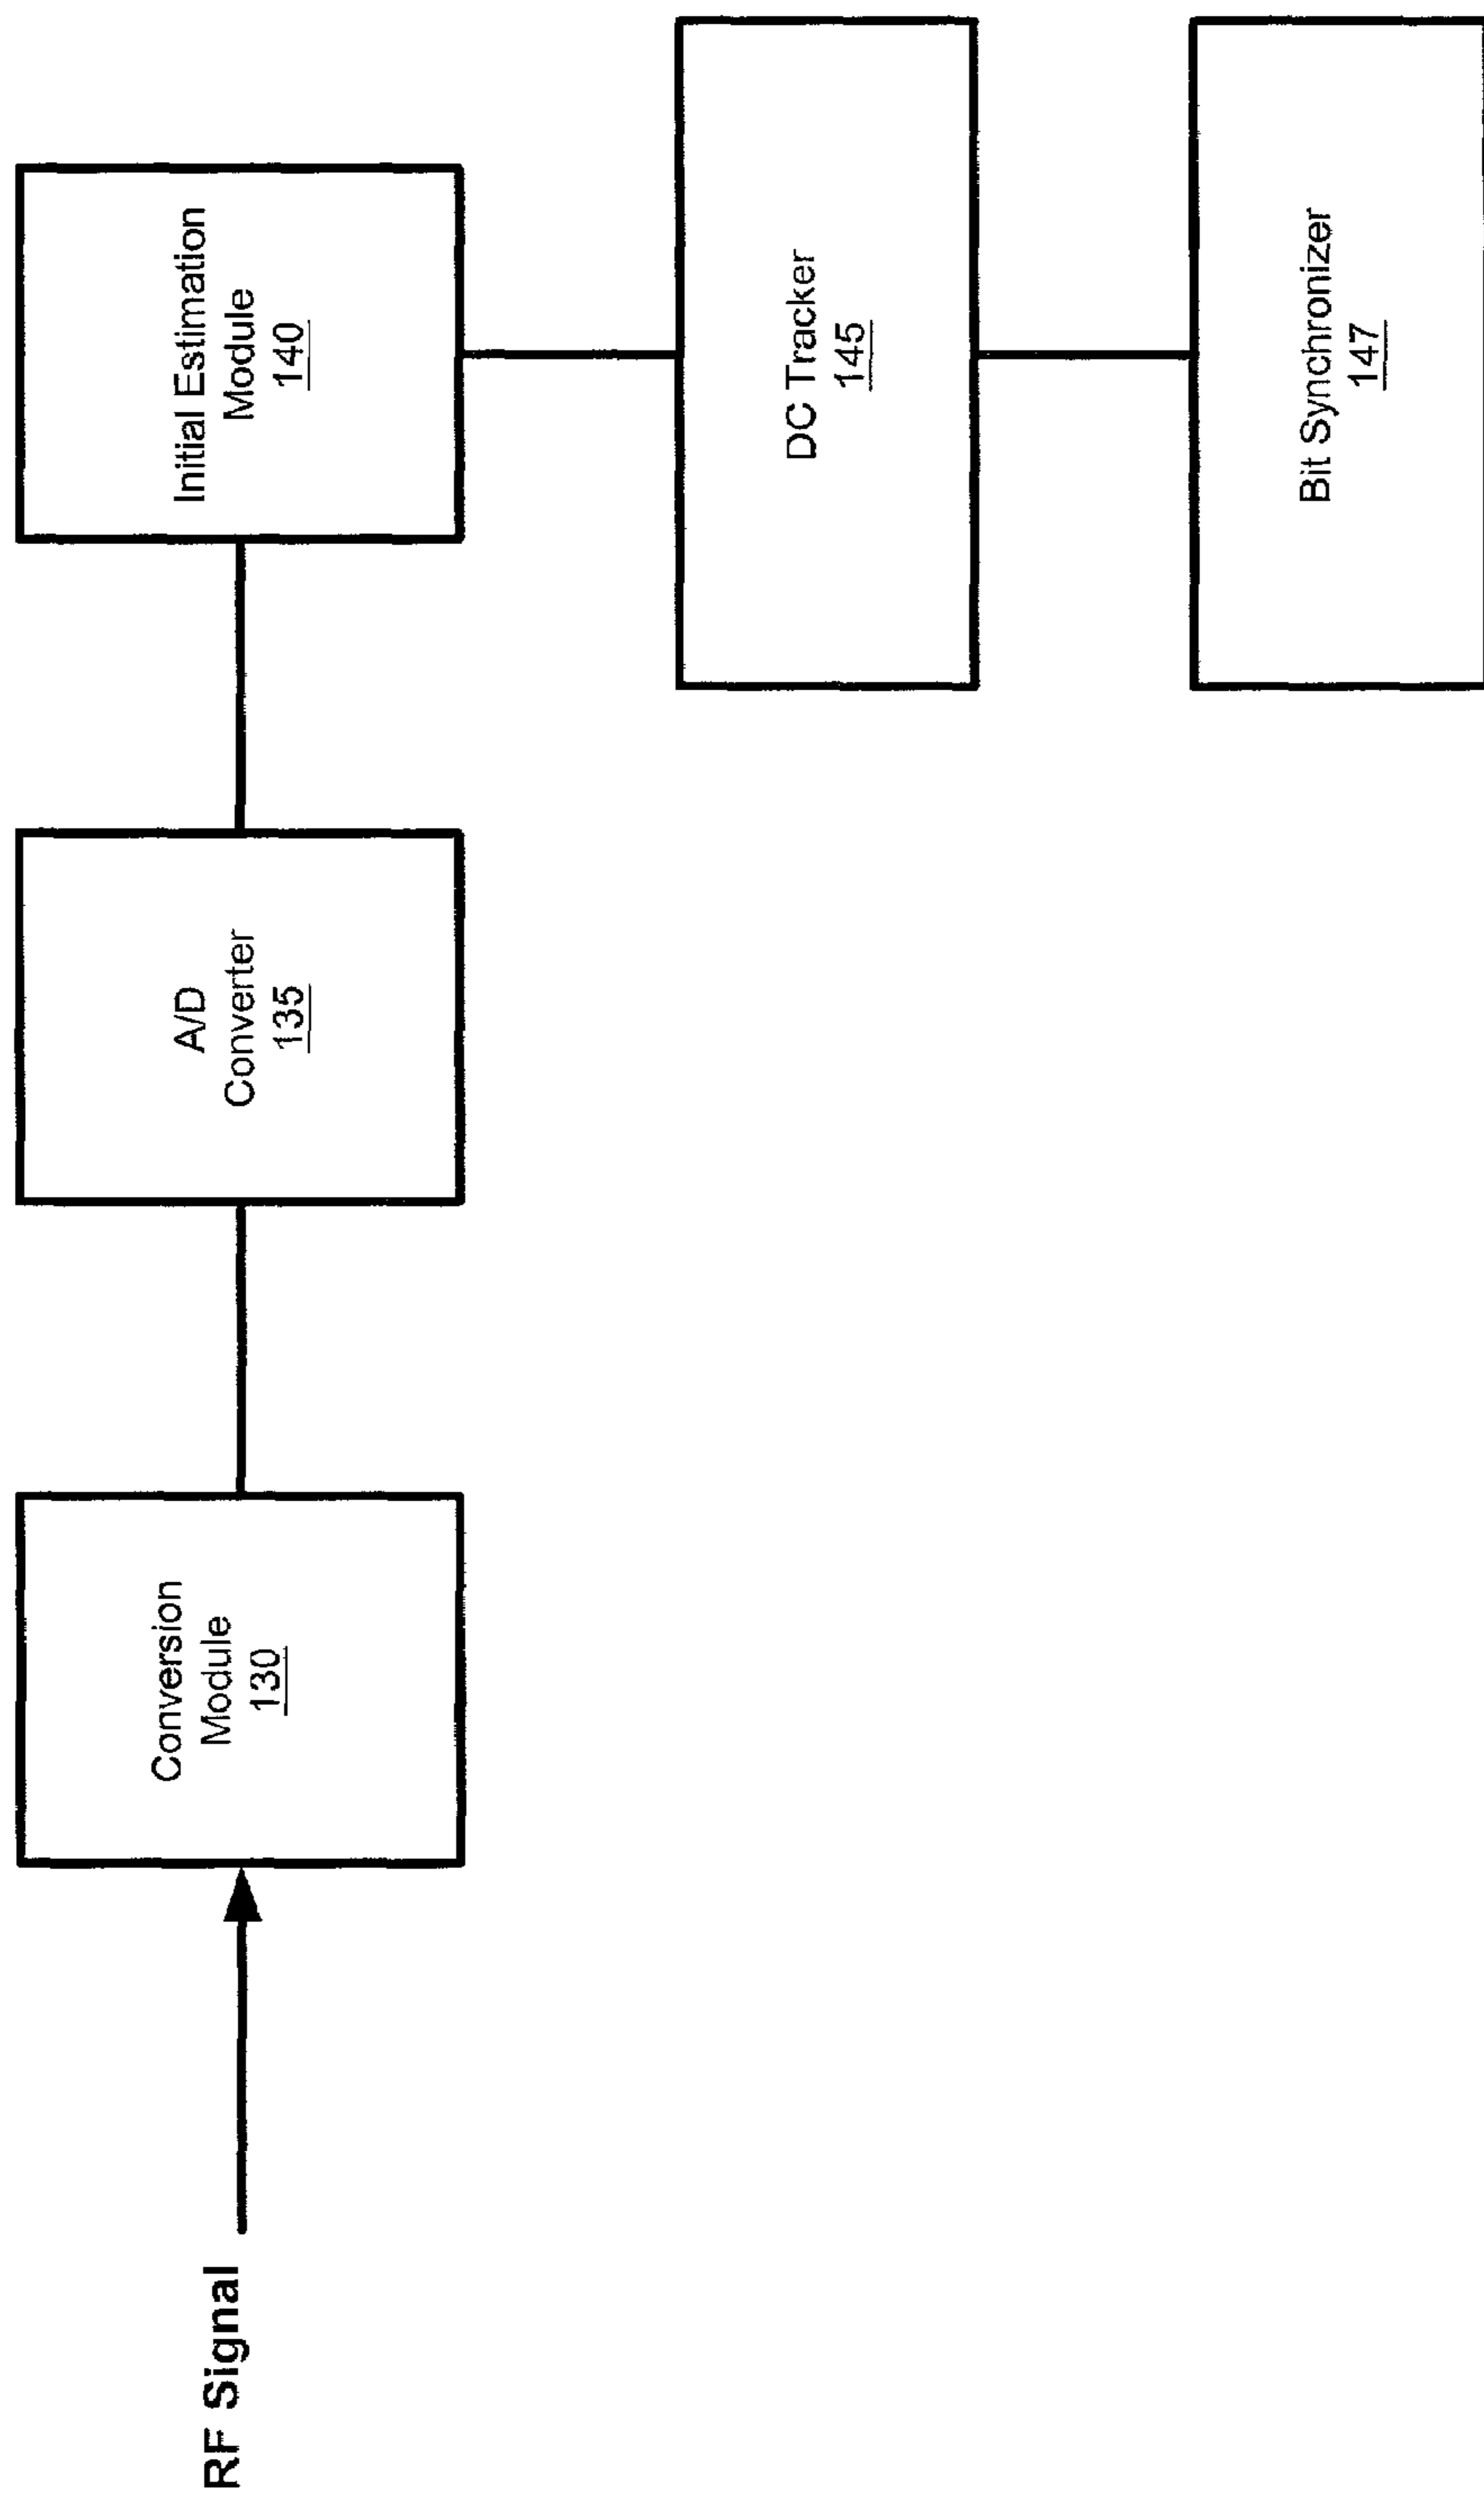 RF Signal
Conversion
Module
130
A/D
Converter
135
Initial Estimation
Module
140
DC Tracker
145
Bit Synchronizer
147